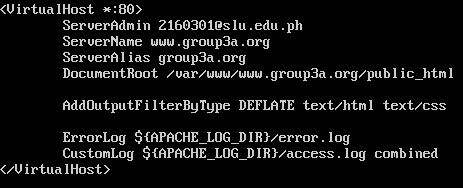 <VirtualHost *:80>
ServerAdmin 2160301@slu.edu.ph
ServerName www.group3a.org
ServerAlias group3a.org
DocumentRoot /var/www/www.group3a.org/public_html
AddOutputFilterByType DEFLATE text/html text/css
ErrorLog ${APACHE_LOG_DIR}/error.log
CustomLog ${APACHE_LOG_DIR}/access.log combined
</VirtualHost>